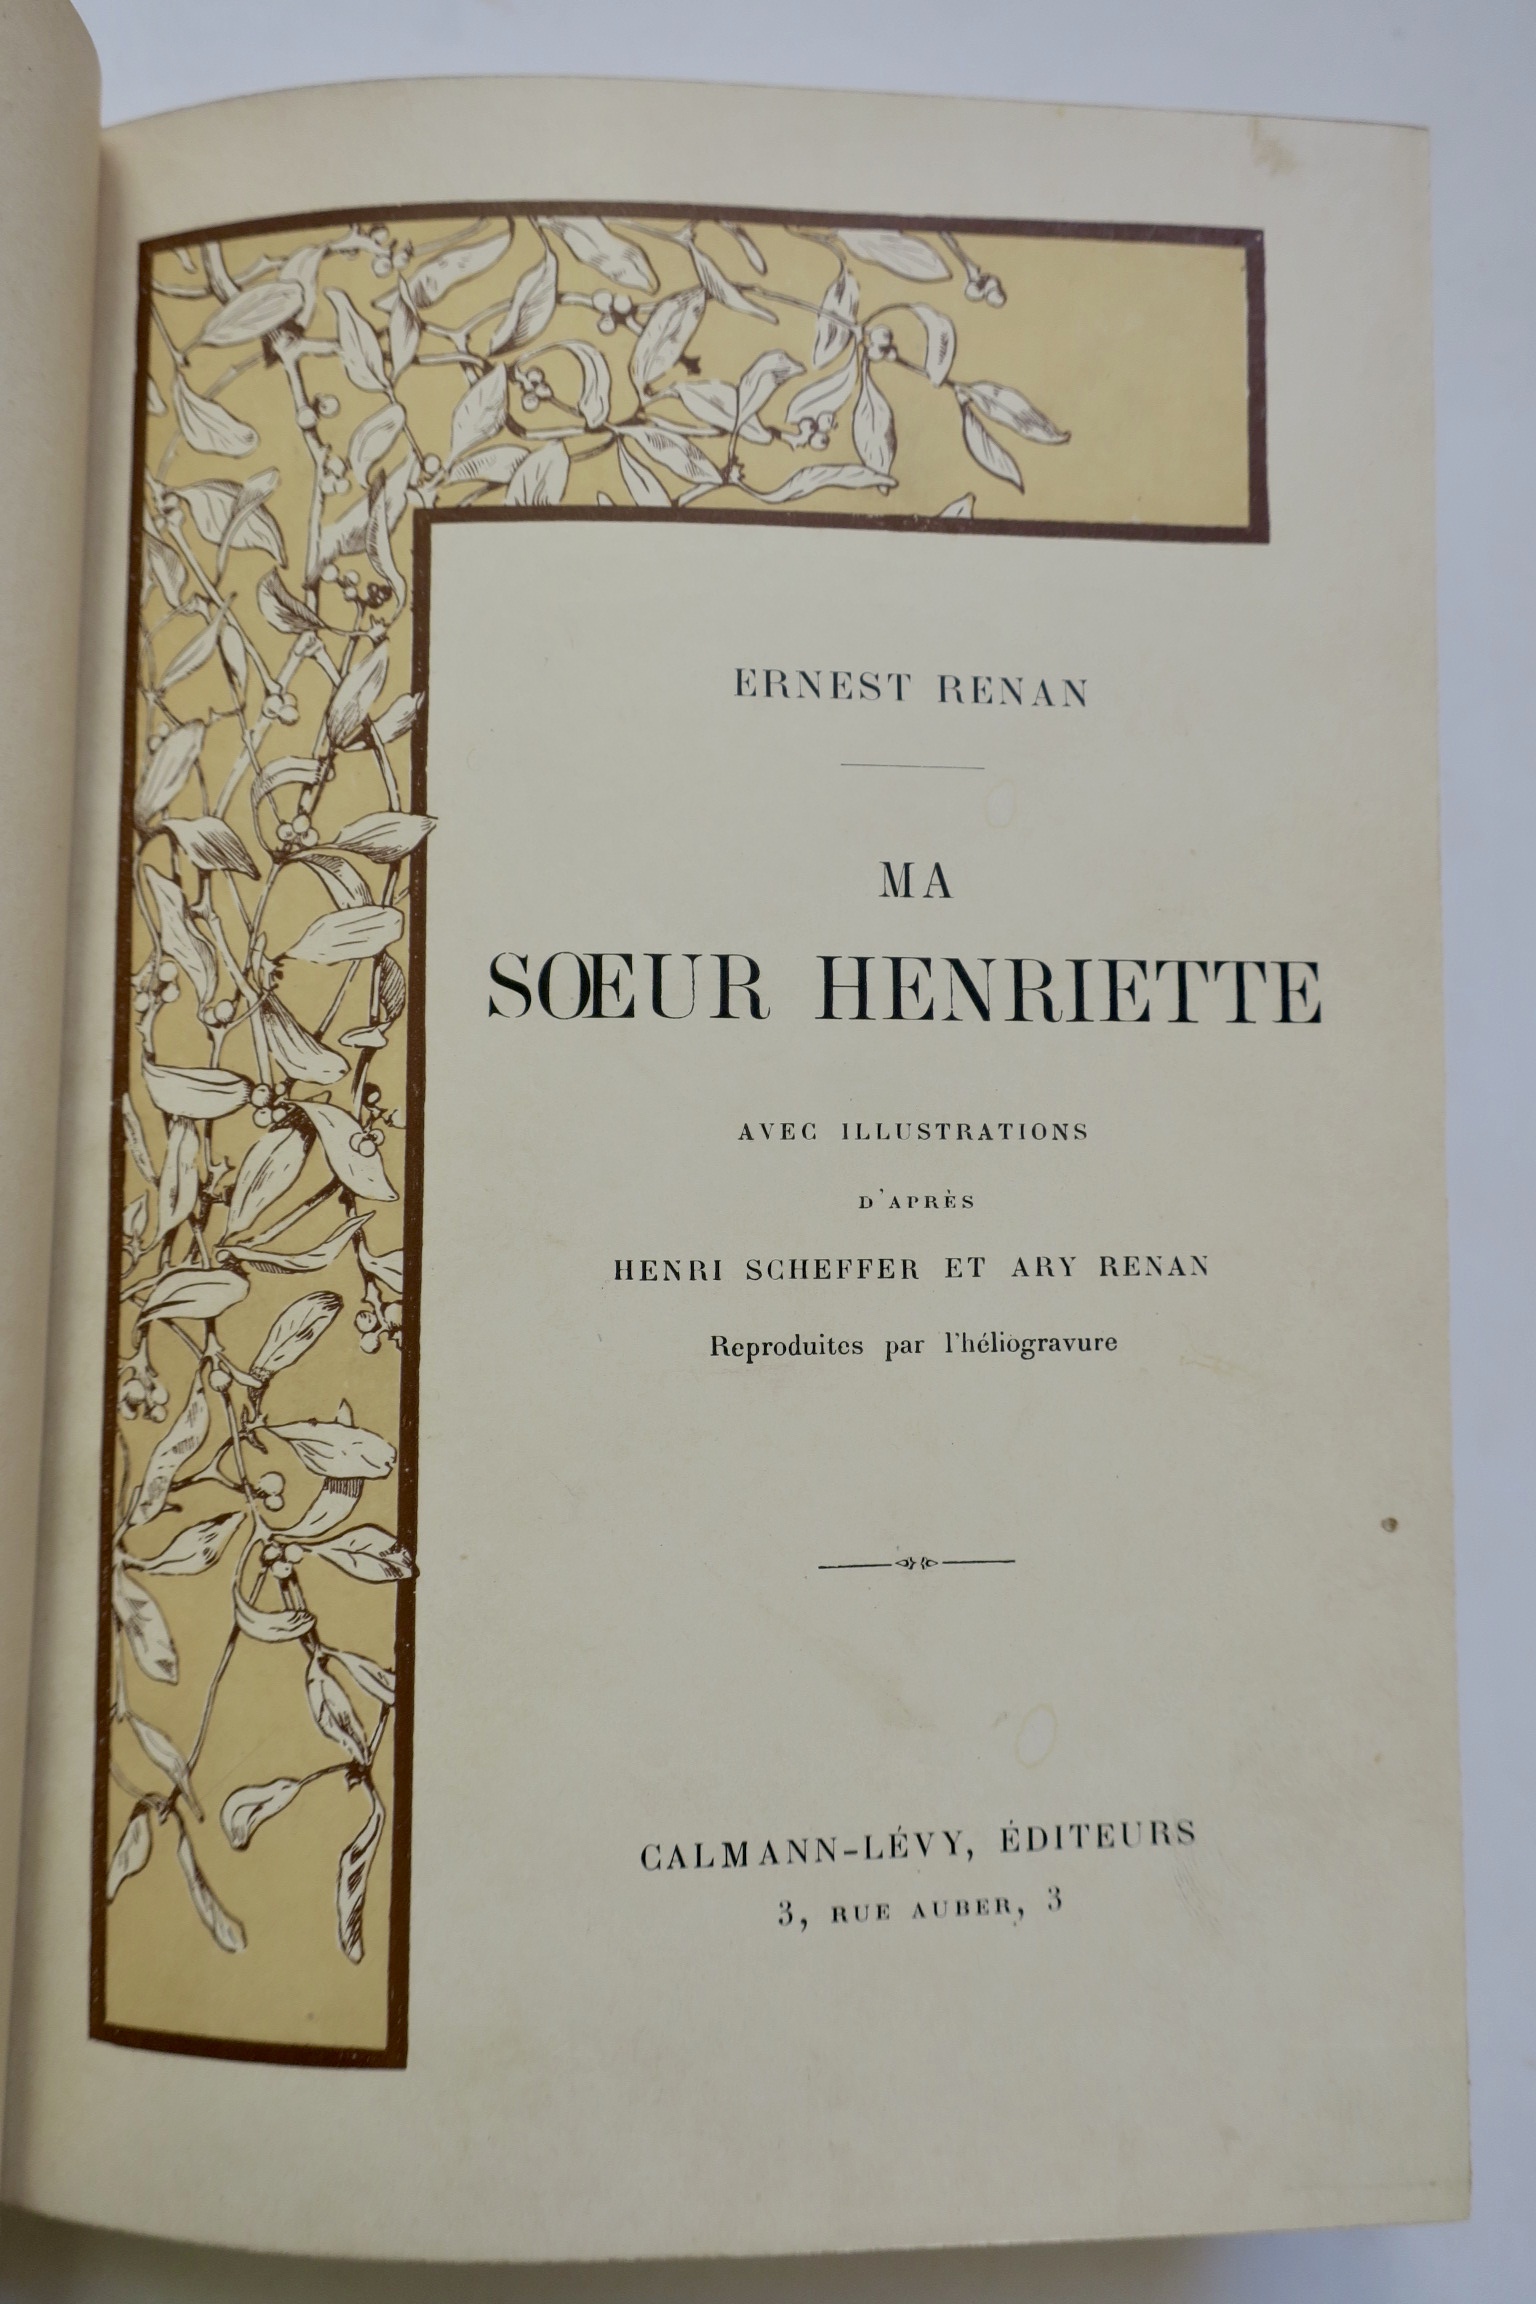 ERNEST RENAN
MA
SŒUR HENRIETTE
AVEC ILLUSTRATIONS
D'APRÈS
HENRI SCHEFFER ET ARY RENAN
Reproduites par l'héliogravure
CALMANN-LÉVY, ÉDITEURS
3, RUE AUBER, 3